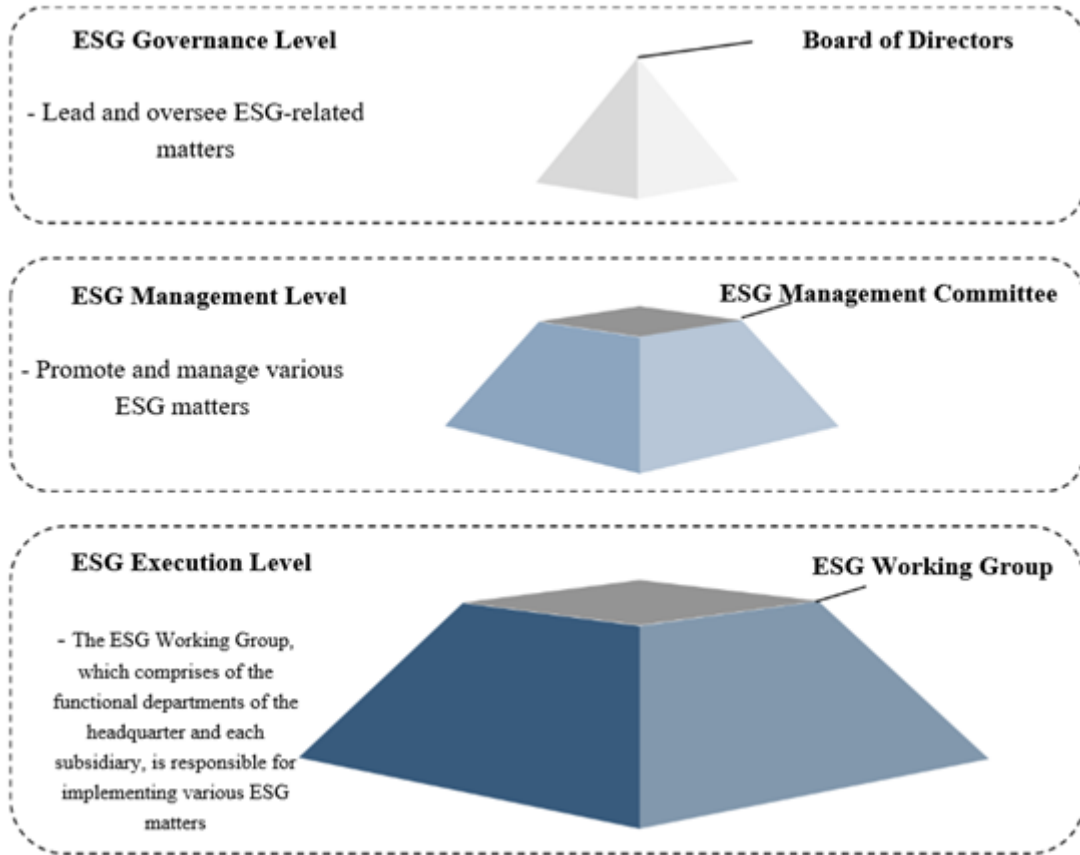 ESG Governance Level
Board of Directors
- Lead and oversee ESG-related
matters
ESG Management Level
ESG Management Committee
- Promote and manage various
ESG matters
ESG Execution Level
ESG Working Group
- The ESG Working Group,
which comprises of the
functional departments of the
headquarter and each
subsidiary, is responsible for
implementing various ESG
matters